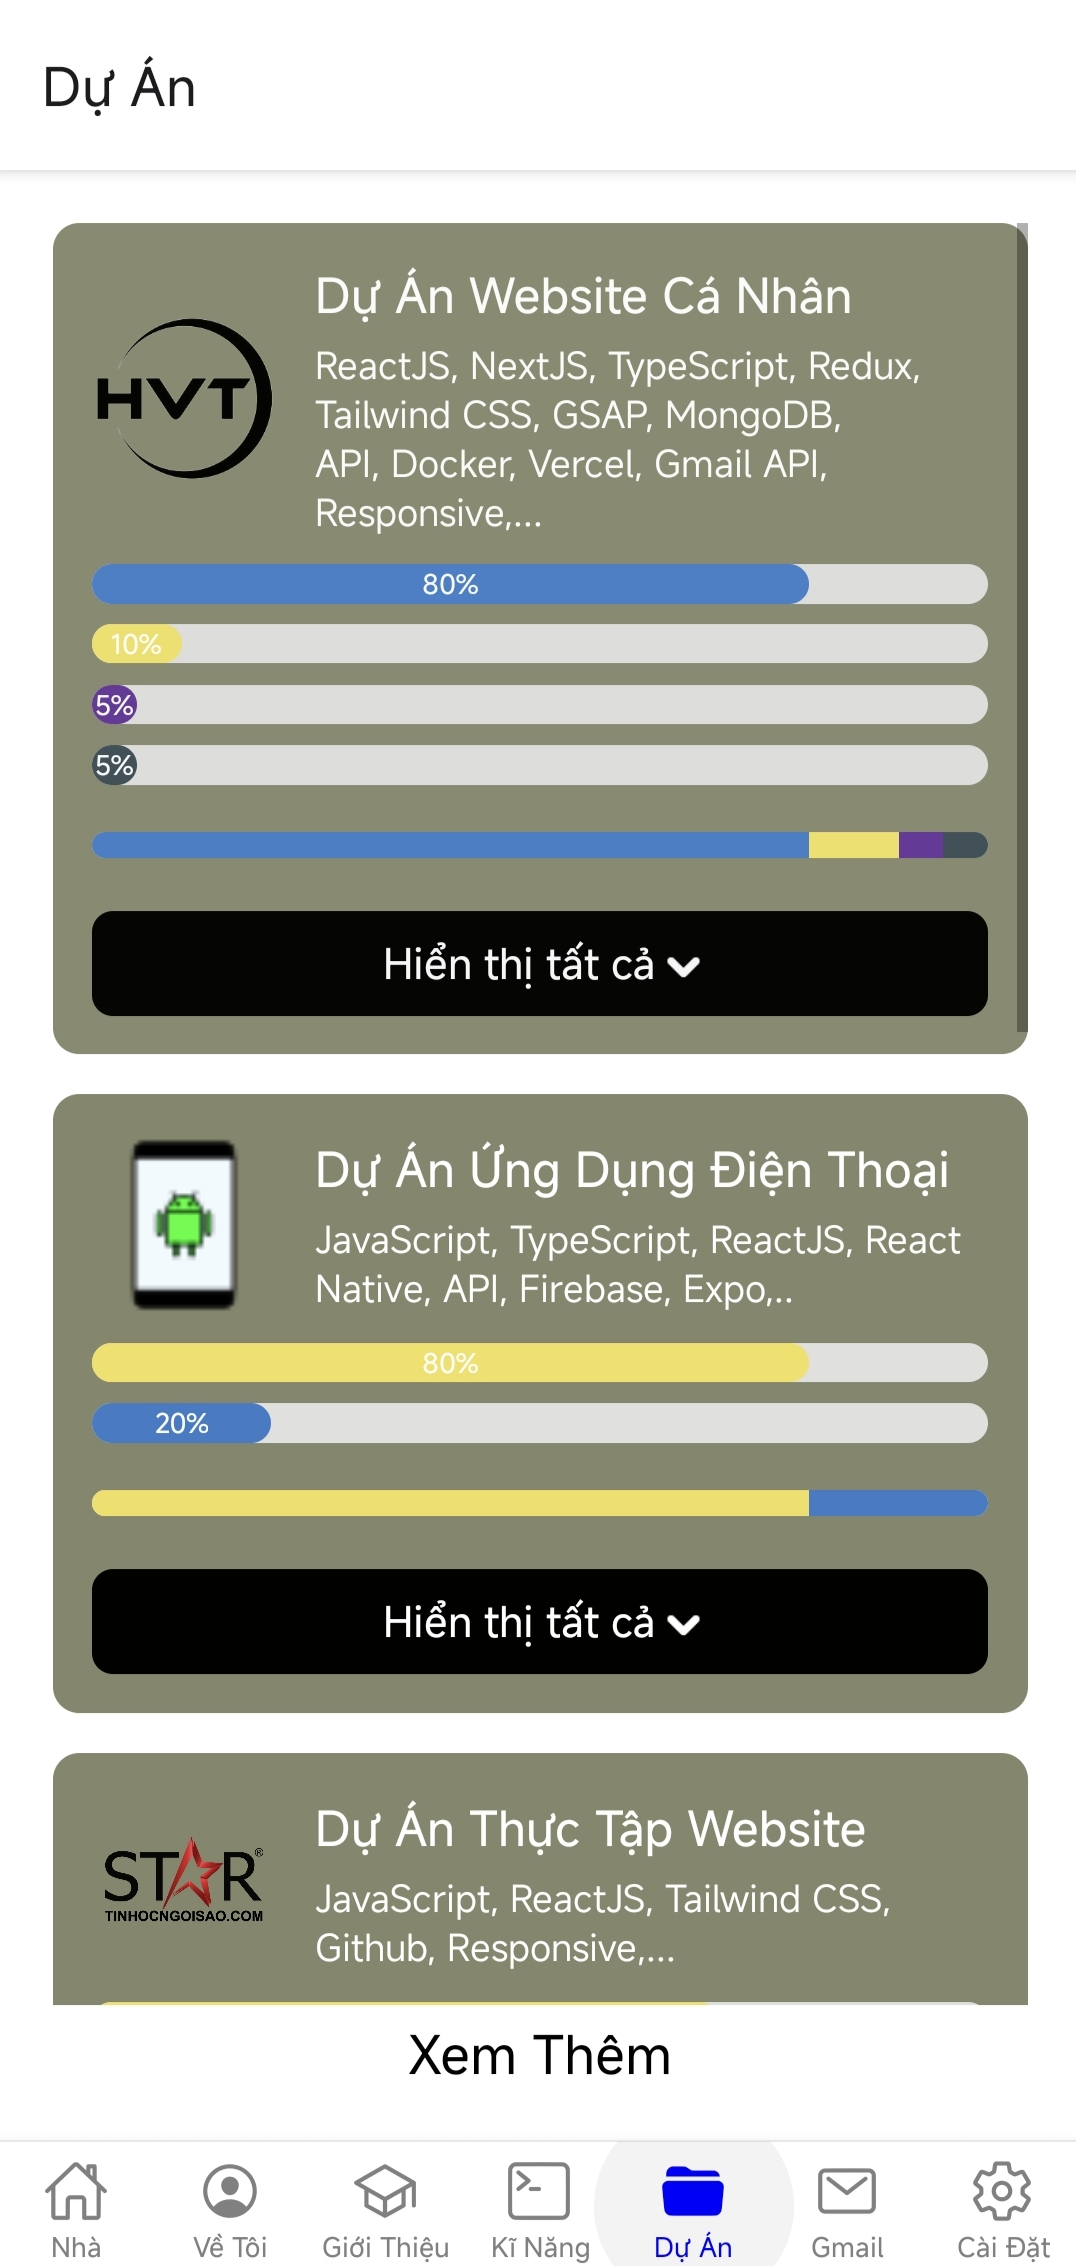 Dự Án
HVT
Dự Án Website Cá Nhân
ReactJS, NextJS, TypeScript, Redux,
Tailwind CSS, GSAP, MongoDB,
API, Docker, Vercel, Gmail API,
Responsive,...
80%
10%
5%
5%
Hiển thị tất cả
Dự Án Ứng Dụng Điện Thoại
JavaScript, TypeScript, ReactJS, React
Native, API, Firebase, Expo,..
80%
20%
Hiển thị tất cả
STAR®
TINHOCNGOISAO.COM
Dự Án Thực Tập Website
JavaScript, ReactJS, Tailwind CSS,
Github, Responsive,...
Xem Thêm
Nhà
Về Tôi
Giới Thiệu
Kĩ Năng
Dự Án
Gmail
Cài Đặt